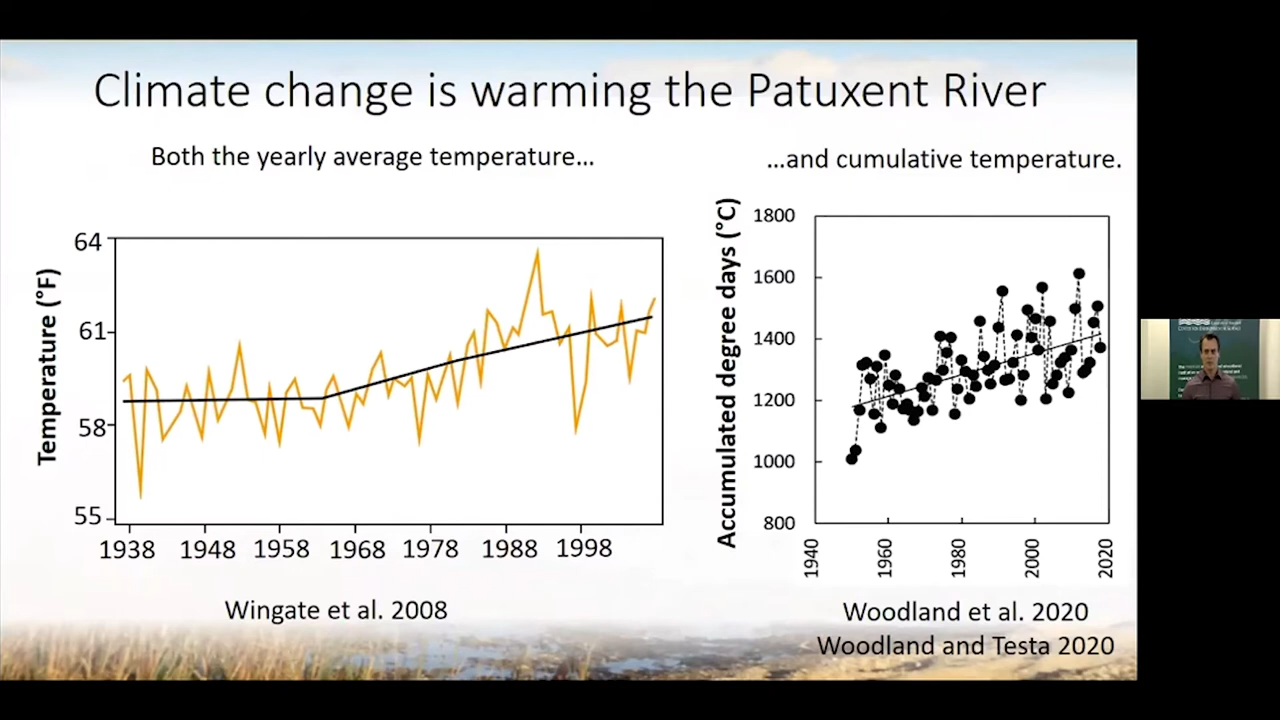 Climate change is warming the Patuxent River
Both the yearly average temperature...
...and cumulative temperature.
Temperature (°F)
64
61
58
55
1938 1948 1958 1968 1978 1988 1998
Wingate et al. 2008
Accumulated degree days (°C)
1800
1600
1400
1200
1000
800
1940 1960 1980 2000 2020
Woodland et al. 2020
Woodland and Testa 2020